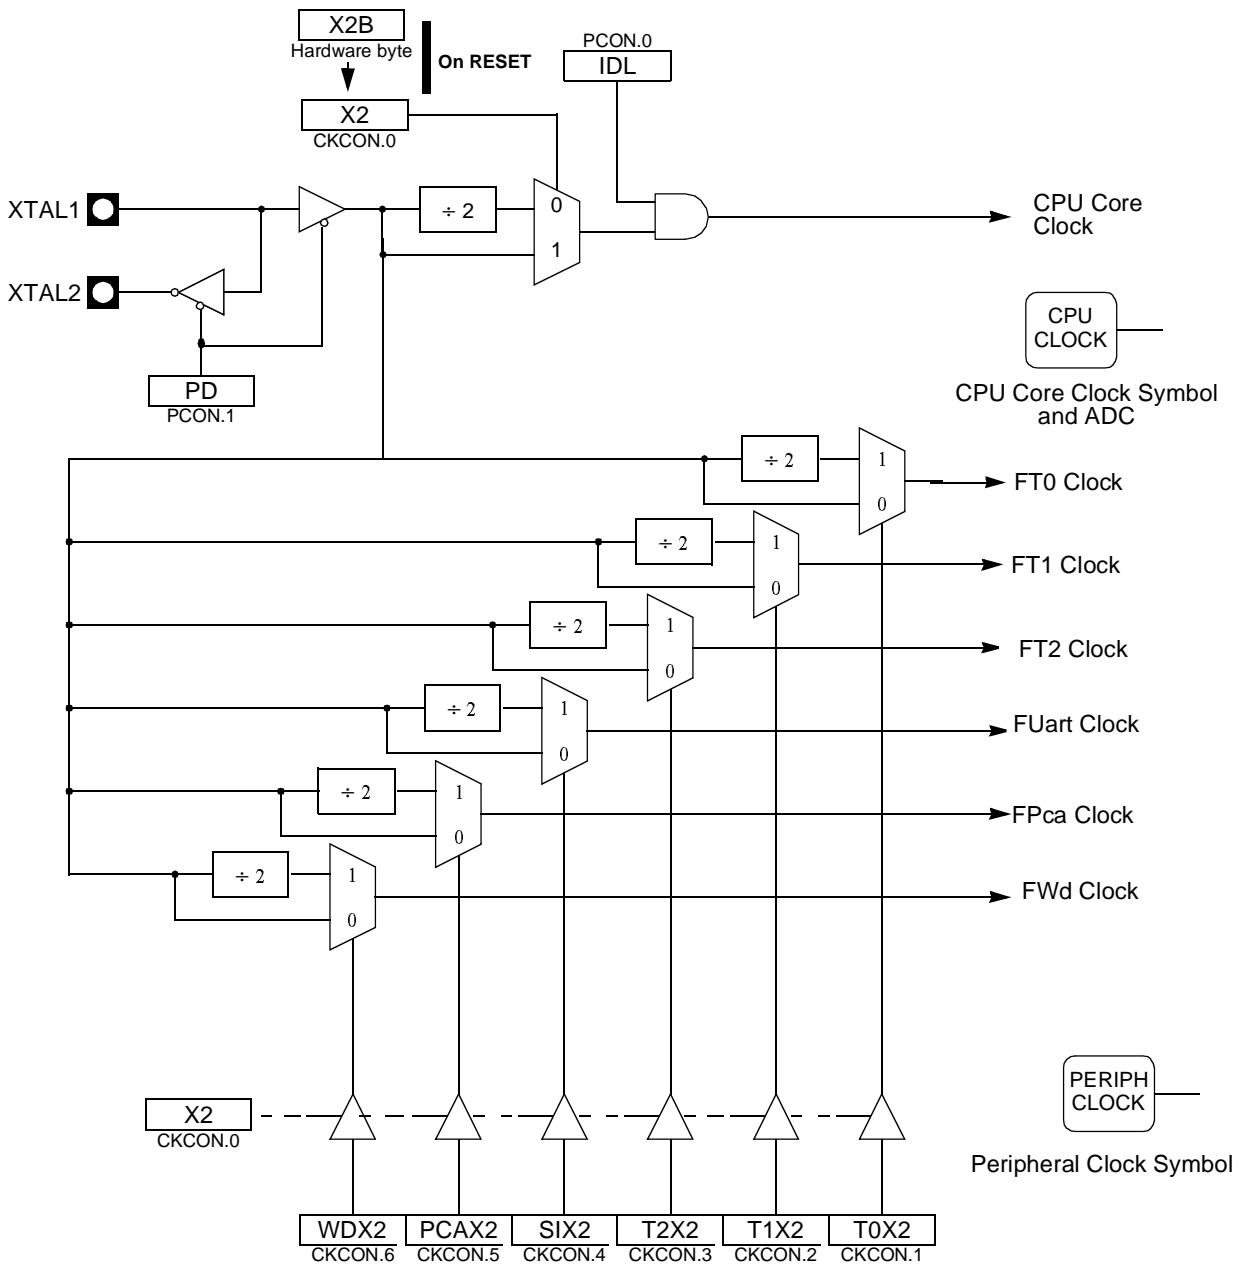 X2B
Hardware byte
On RESET
X2
CKCON.0
PCON.0
IDL
XTAL1
÷ 2
0
1
CPU Core
Clock
XTAL2
PD
PCON.1
CPU
CLOCK
CPU Core Clock Symbol
and ADC
÷ 2
1
0
FT0 Clock
÷ 2
1
0
FT1 Clock
÷ 2
1
0
FT2 Clock
÷ 2
1
0
FUart Clock
÷ 2
1
0
FPca Clock
÷ 2
1
0
FWd Clock
X2
CKCON.0
PERIPH
CLOCK
Peripheral Clock Symbol
WDX2
CKCON.6
PCAX2
CKCON.5
SIX2
CKCON.4
T2X2
CKCON.3
T1X2
CKCON.2
T0X2
CKCON.1